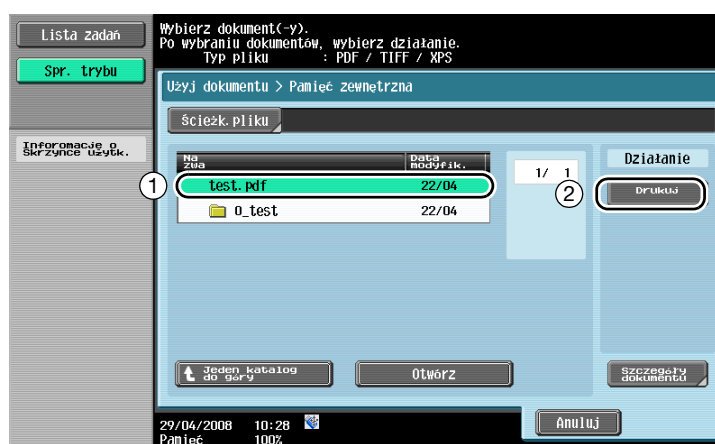 Lista zadań
Spr. trybu
Inforomacje o
Skrzynce użytk.
Wybierz dokument(-y).
Po wybraniu dokumentów, wybierz działanie.
Typ pliku : PDF / TIFF / XPS
Użyj dokumentu > Pamięć zewnętrzna
Ścieżk.pliku
Na
zwa
Data
modyfik.
1/ 1
Działanie
1
test.pdf 22/04
2
Drukuj
0_test 22/04
Jeden katalog
do góry
Otwórz
Szczegóły
dokumentu
29/04/2008 10:28
Pamięć 100%
Anuluj